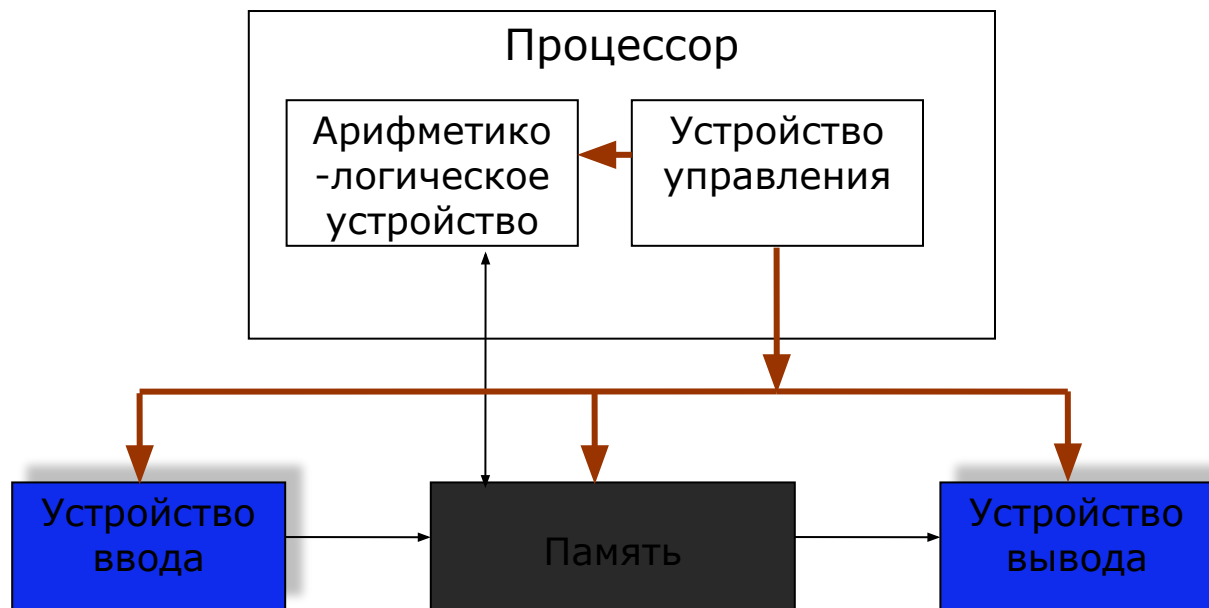 Процессор
Арифметико
-логическое
устройство
Устройство
управления
Устройство
ввода
Память
Устройство
вывода